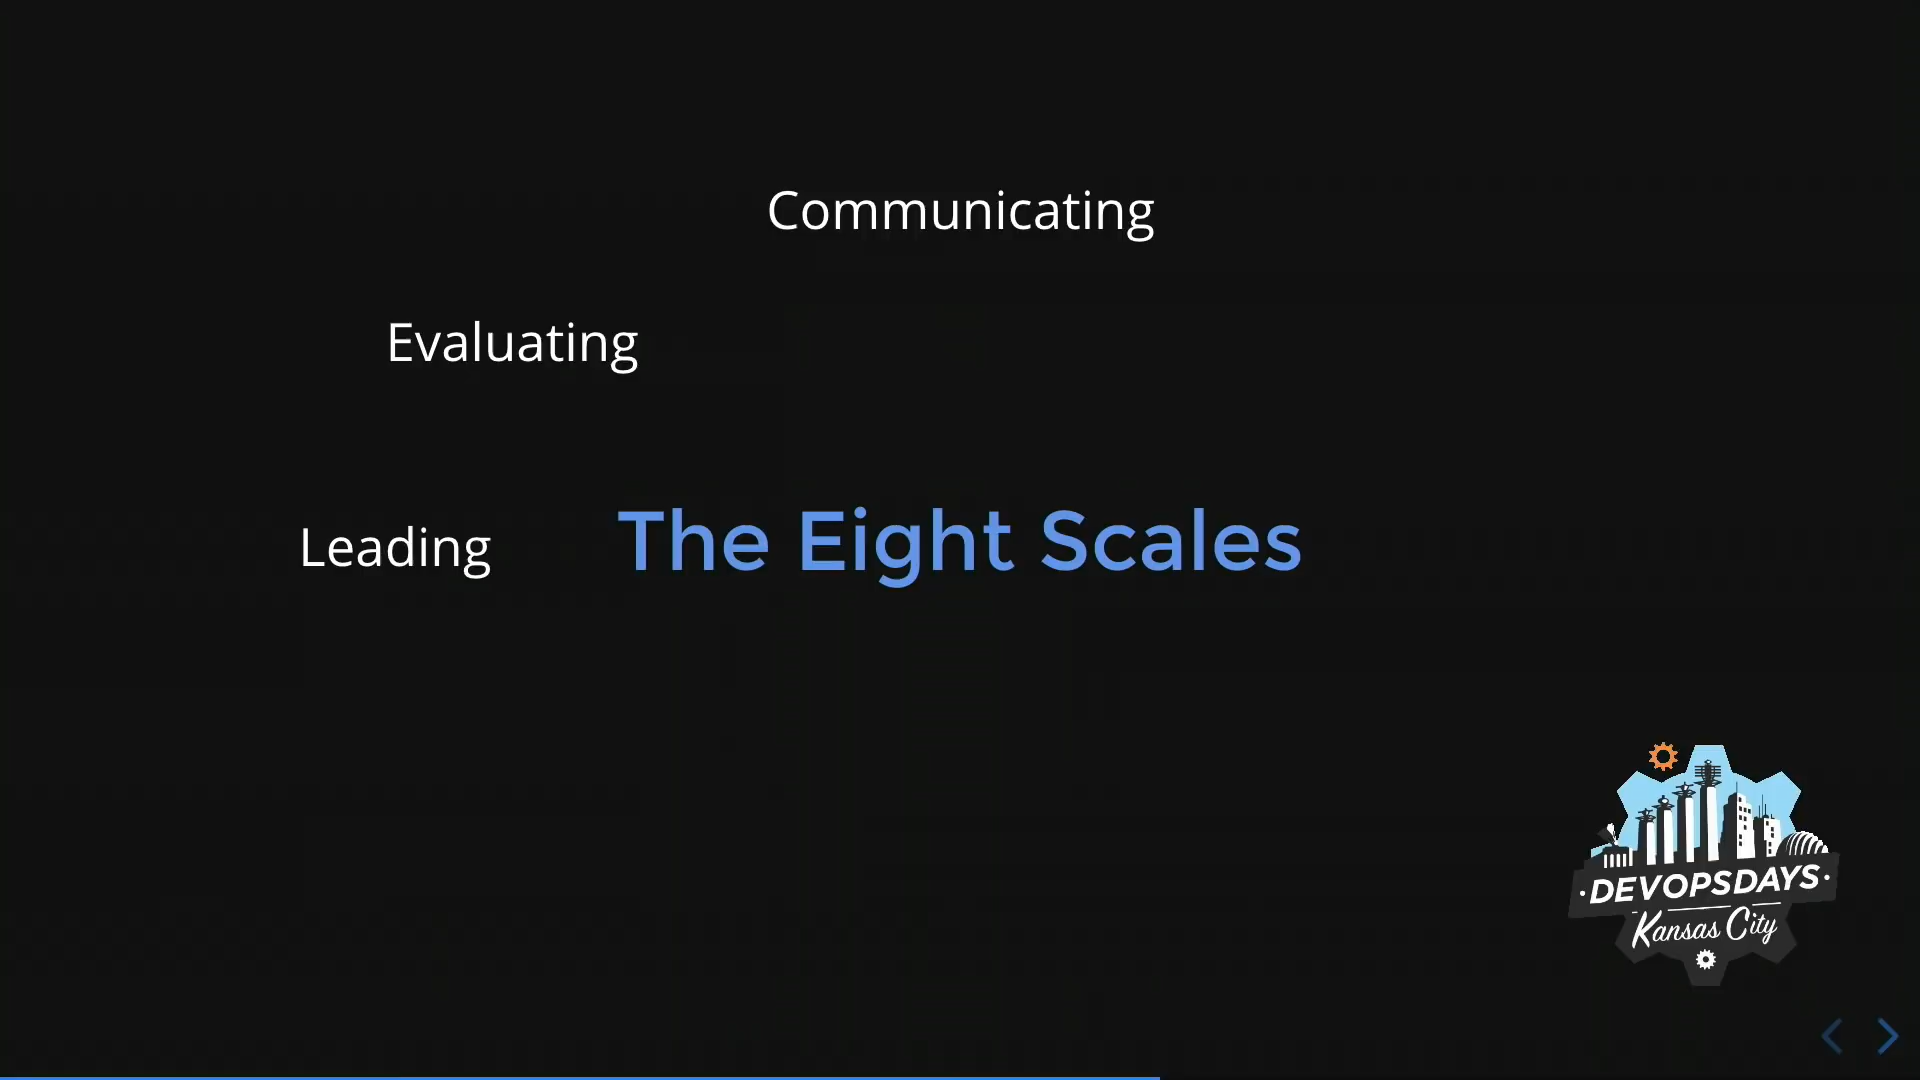 Communicating
Evaluating
Leading
The Eight Scales
·DEVOPSDAYS·
Kansas City